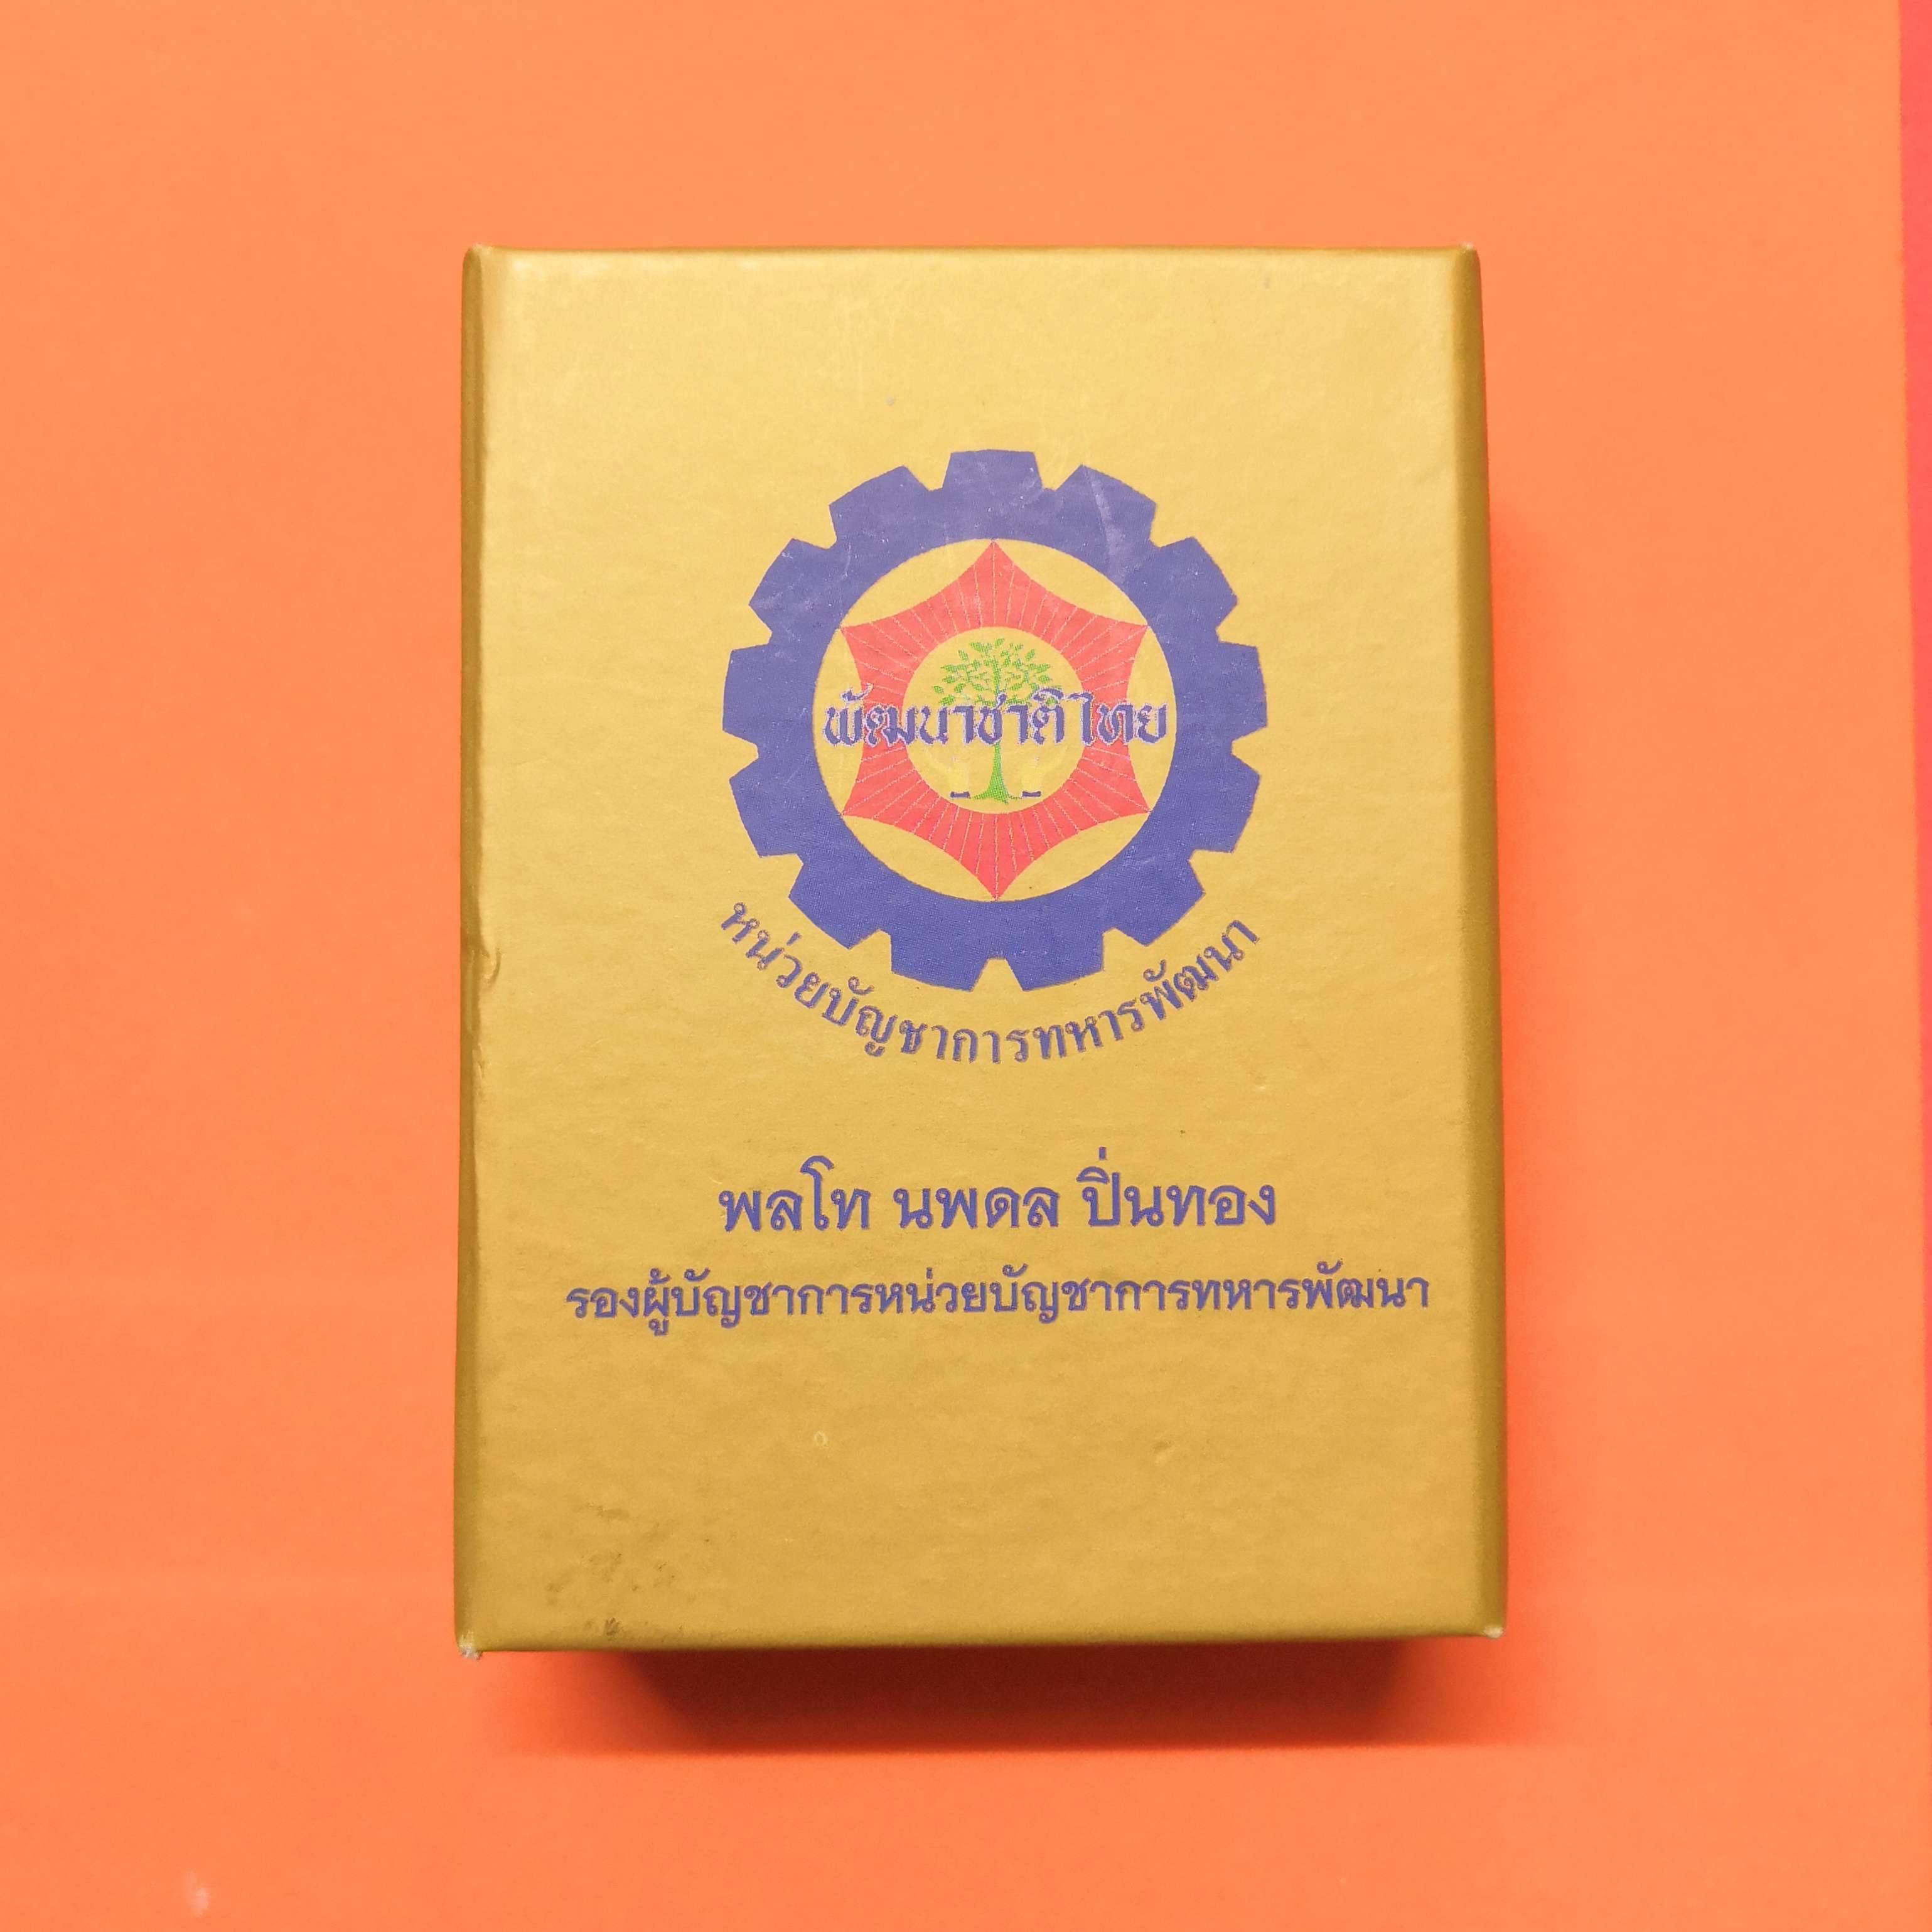 พัฒนาชาติไทย
หน่วยบัญชาการทหารพัฒนา
พลโท นพดล ปิ่นทอง
รองผู้บัญชาการหน่วยบัญชาการทหารพัฒนา